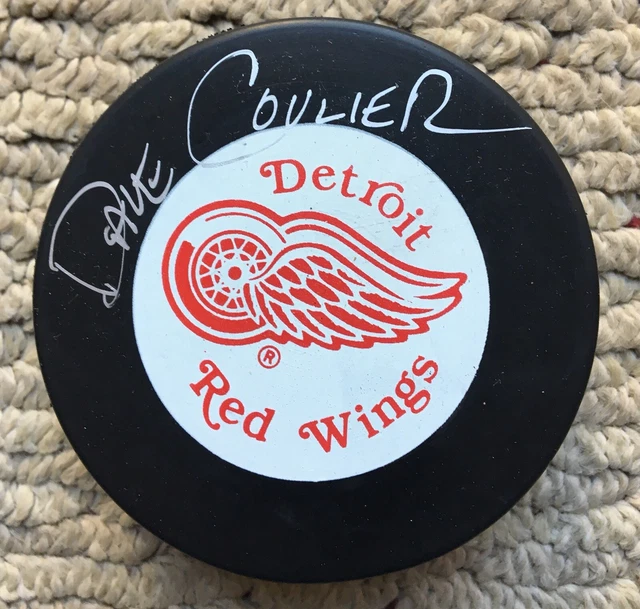 Dave Coulier
Detroit
®
Red Wings